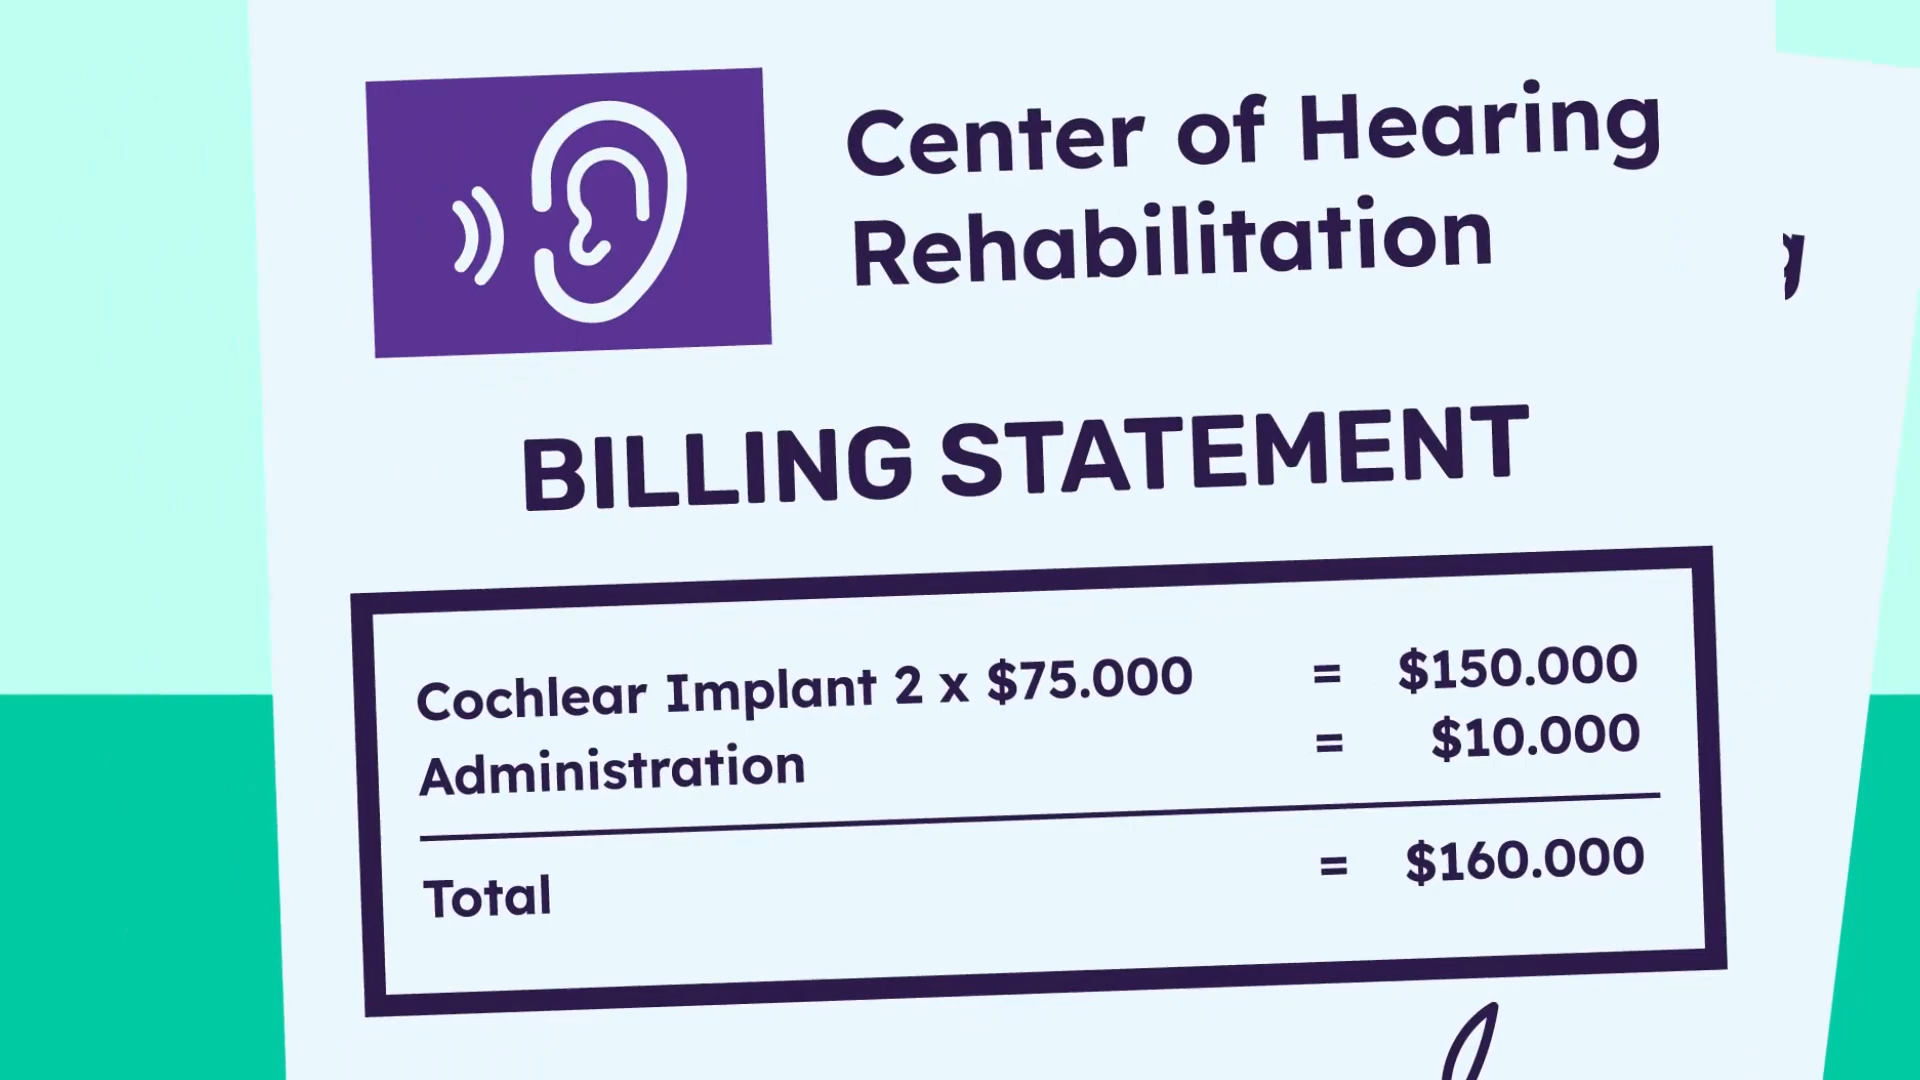 Center of Hearing
Rehabilitation
g
BILLING STATEMENT
Cochlear Implant 2 x $75.000 = $150.000
Administration = $10.000
Total = $160.000